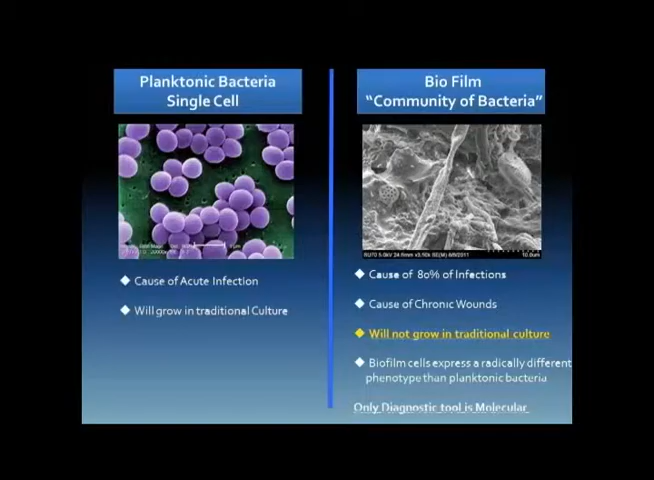 Planktonic Bacteria
Single Cell
Cause of Acute Infection
Will grow in traditional Culture
Bio Film
“Community of Bacteria”
10.0um
Cause of 80% of Infections
Cause of Chronic Wounds
Will not grow in traditional culture
Biofilm cells express a radically different
phenotype than planktonic bacteria
Only Diagnostic tool is Molecular